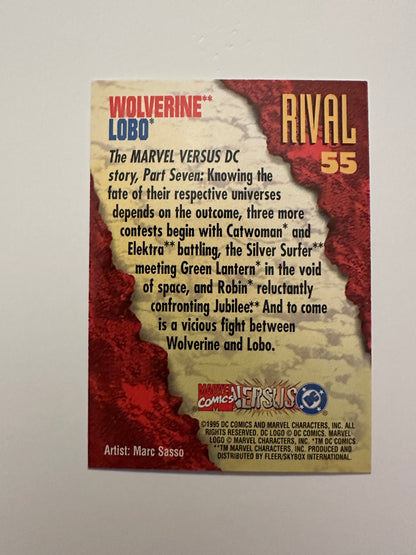 WOLVERINE**
LOBO*
RIVAL
55
The MARVEL VERSUS DC
story, Part Seven: Knowing the
fate of their respective universes
depends on the outcome, three more
contests begin with Catwoman* and
Elektra** battling, the Silver Surfer**
meeting Green Lantern* in the void
of space, and Robin* reluctantly
confronting Jubilee.** And to come
is a vicious fight between
Wolverine and Lobo.
MARVEL COMICS VERSUS DC
©1995 DC COMICS AND MARVEL CHARACTERS, INC. ALL
RIGHTS RESERVED. DC LOGO © DC COMICS. MARVEL
LOGO © MARVEL CHARACTERS, INC. *TM DC COMICS.
**TM MARVEL CHARACTERS, INC. PRODUCED AND
DISTRIBUTED BY FLEER/SKYBOX INTERNATIONAL.
Artist: Marc Sasso